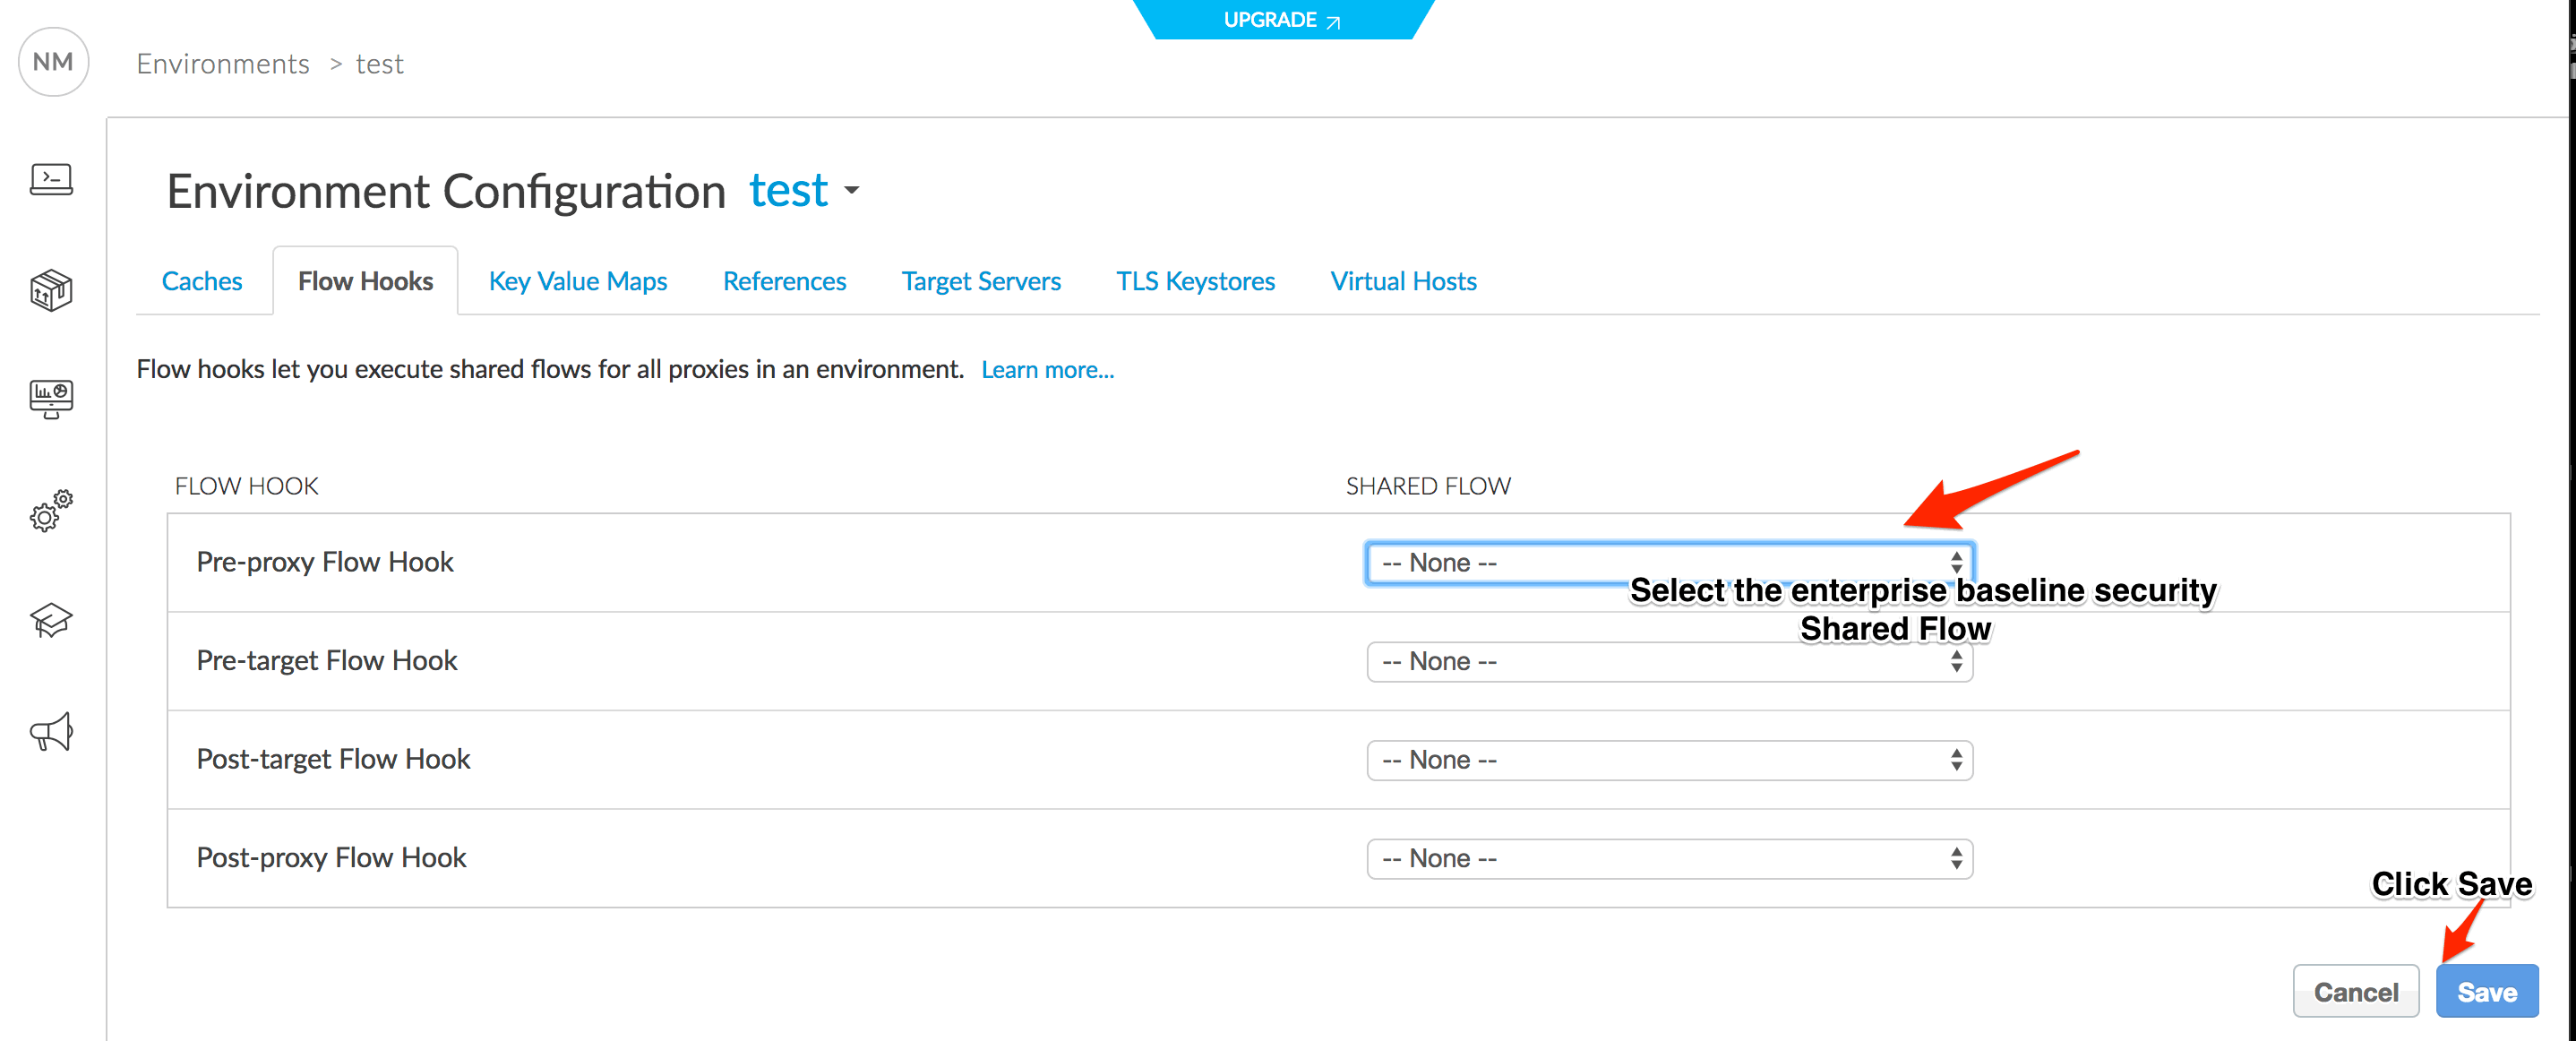 UPGRADE
NM
Environments > test
Environment Configuration test
Caches Flow Hooks Key Value Maps References Target Servers TLS Keystores Virtual Hosts
Flow hooks let you execute shared flows for all proxies in an environment. Learn more...
FLOW HOOK SHARED FLOW
Pre-proxy Flow Hook -- None --
Select the enterprise baseline security
Shared Flow
Pre-target Flow Hook -- None --
Post-target Flow Hook -- None --
Post-proxy Flow Hook -- None --
Click Save
Cancel Save